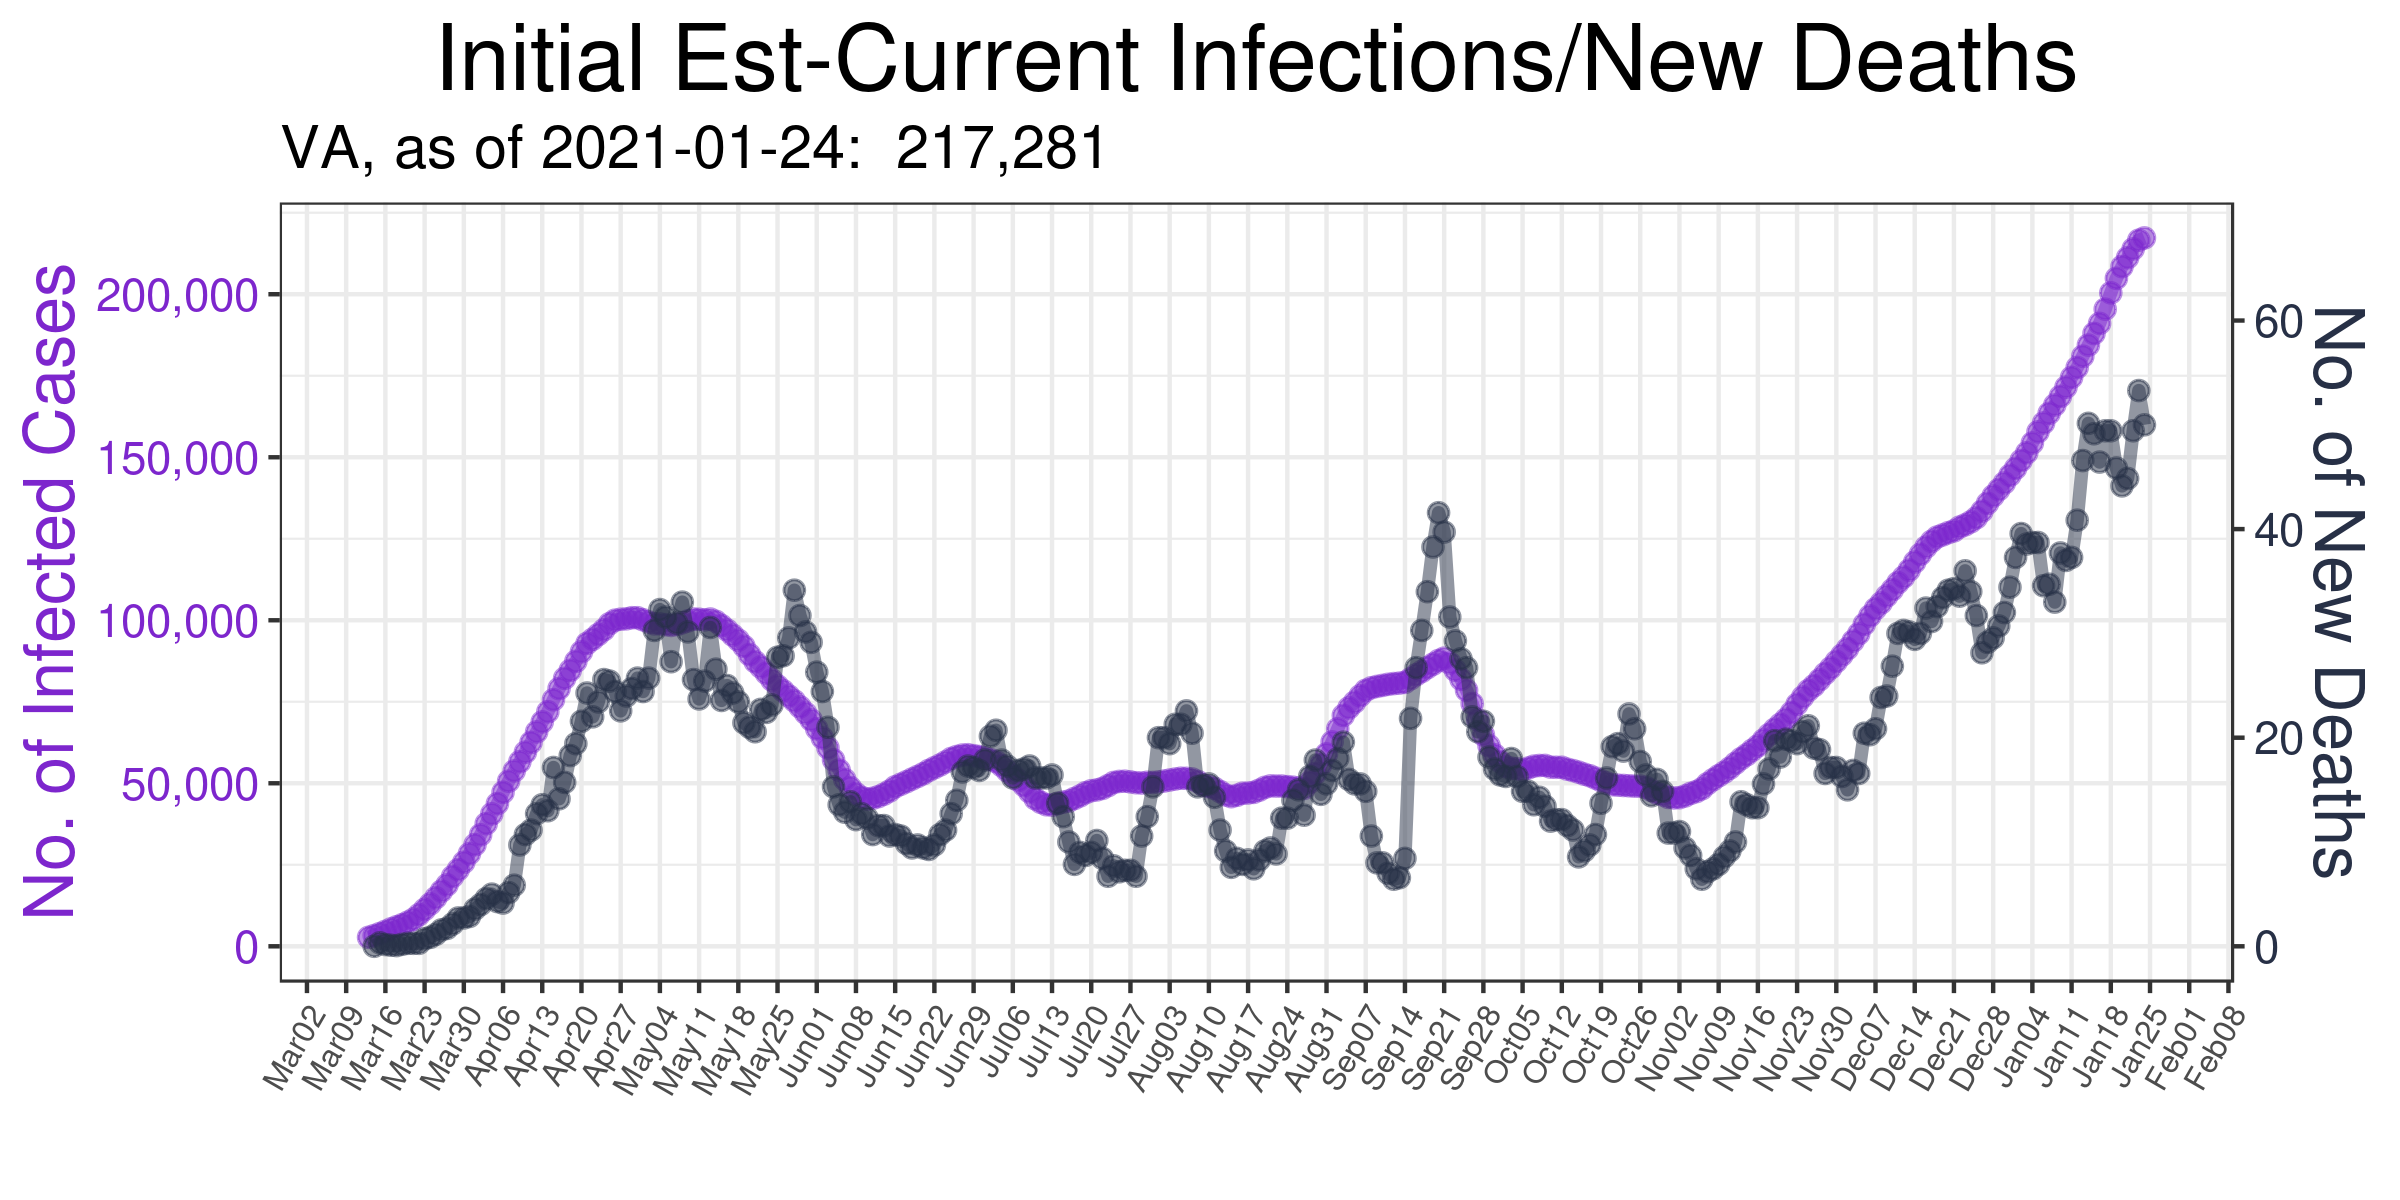 Initial Est-Current Infections/New Deaths
VA, as of 2021-01-24: 217,281
No. of Infected Cases
200,000
150,000
100,000
50,000
0
60
40
20
0
No. of New Deaths
Mar02
Mar09
Mar16
Mar23
Mar30
Apr06
Apr13
Apr20
Apr27
May04
May11
May18
May25
Jun01
Jun08
Jun15
Jun22
Jun29
Jul06
Jul13
Jul20
Jul27
Aug03
Aug10
Aug17
Aug24
Aug31
Sep07
Sep14
Sep21
Sep28
Oct05
Oct12
Oct19
Oct26
Nov02
Nov09
Nov16
Nov23
Nov30
Dec07
Dec14
Dec21
Dec28
Jan04
Jan11
Jan18
Jan25
Feb01
Feb08